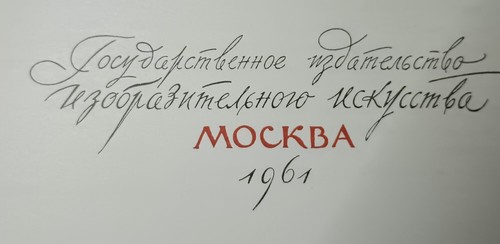 Государственное издательство
изобразительного искусства
МОСКВА
1961